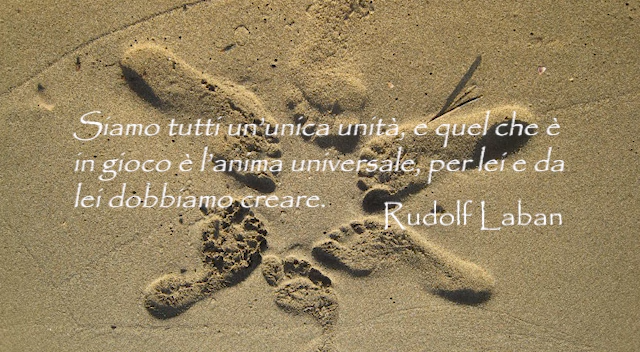 Siamo tutti un'unica unità, e quel che è
in gioco è l'anima universale, per lei e da
lei dobbiamo creare.
Rudolf Laban